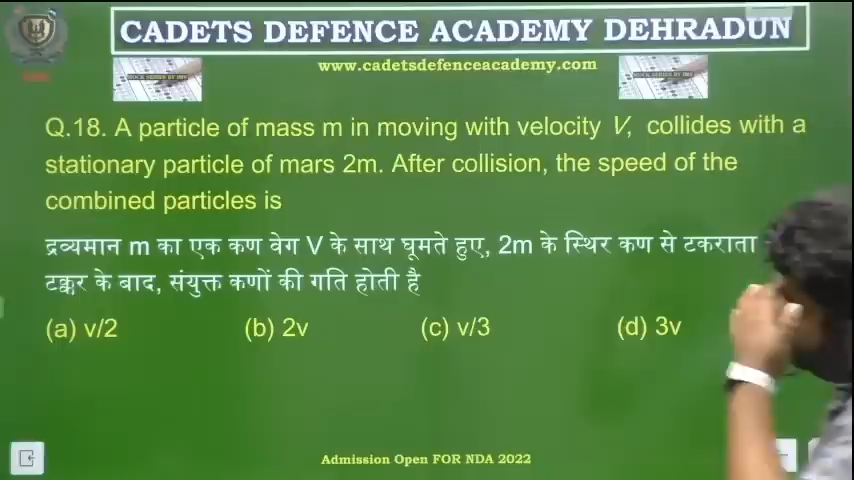 CADETS DEFENCE ACADEMY DEHRADUN
www.cadetsdefenceacademy.com
Q.18. A particle of mass m in moving with velocity V, collides with a
stationary particle of mars 2m. After collision, the speed of the
combined particles is
द्रव्यमान m का एक कण वेग V के साथ घूमते हुए, 2m के स्थिर कण से टकराता
टक्कर के बाद, संयुक्त कणों की गति होती है
(a) v/2 (b) 2v (c) v/3 (d) 3v
Admission Open FOR NDA 2022